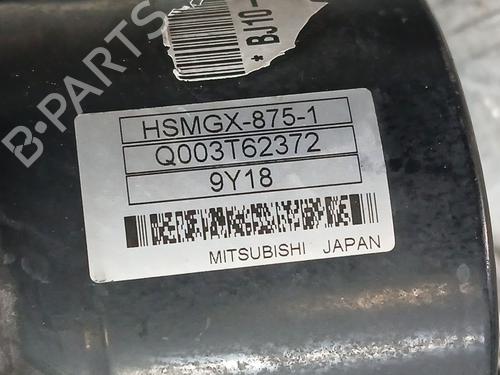 * BJ10-
HSMGX-875-1
Q003T62372
9Y18
MITSUBISHI JAPAN
B-PARTS